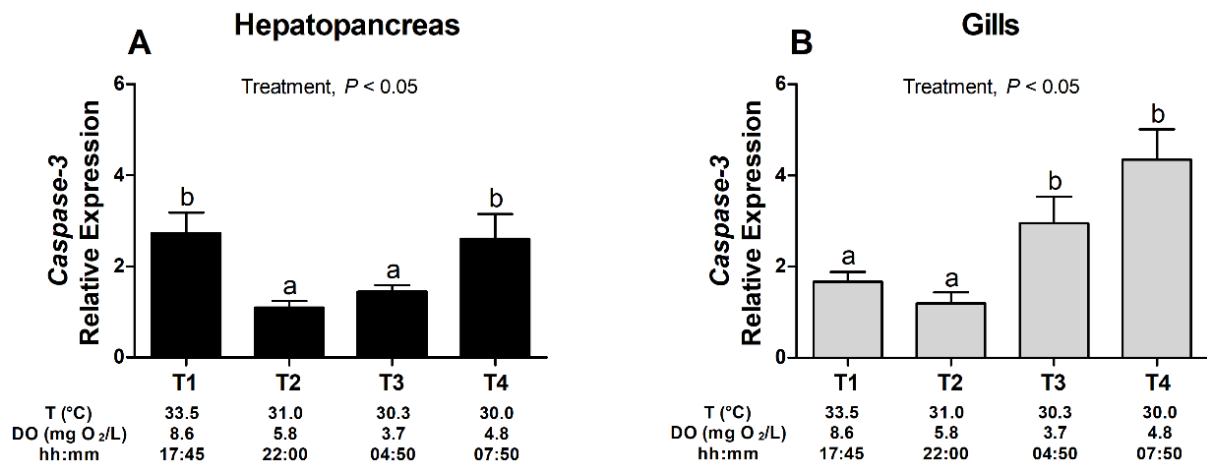 Hepatopancreas
A
Treatment, P < 0.05
Caspase-3
Relative Expression
6
4
2
0
b
a
a
b
T1 T2 T3 T4
T (°C) 33.5 31.0 30.3 30.0
DO (mg O2/L) 8.6 5.8 3.7 4.8
hh:mm 17:45 22:00 04:50 07:50
Gills
B
Treatment, P < 0.05
Caspase-3
Relative Expression
6
4
2
0
a
a
b
b
T1 T2 T3 T4
T (°C) 33.5 31.0 30.3 30.0
DO (mg O2/L) 8.6 5.8 3.7 4.8
hh:mm 17:45 22:00 04:50 07:50